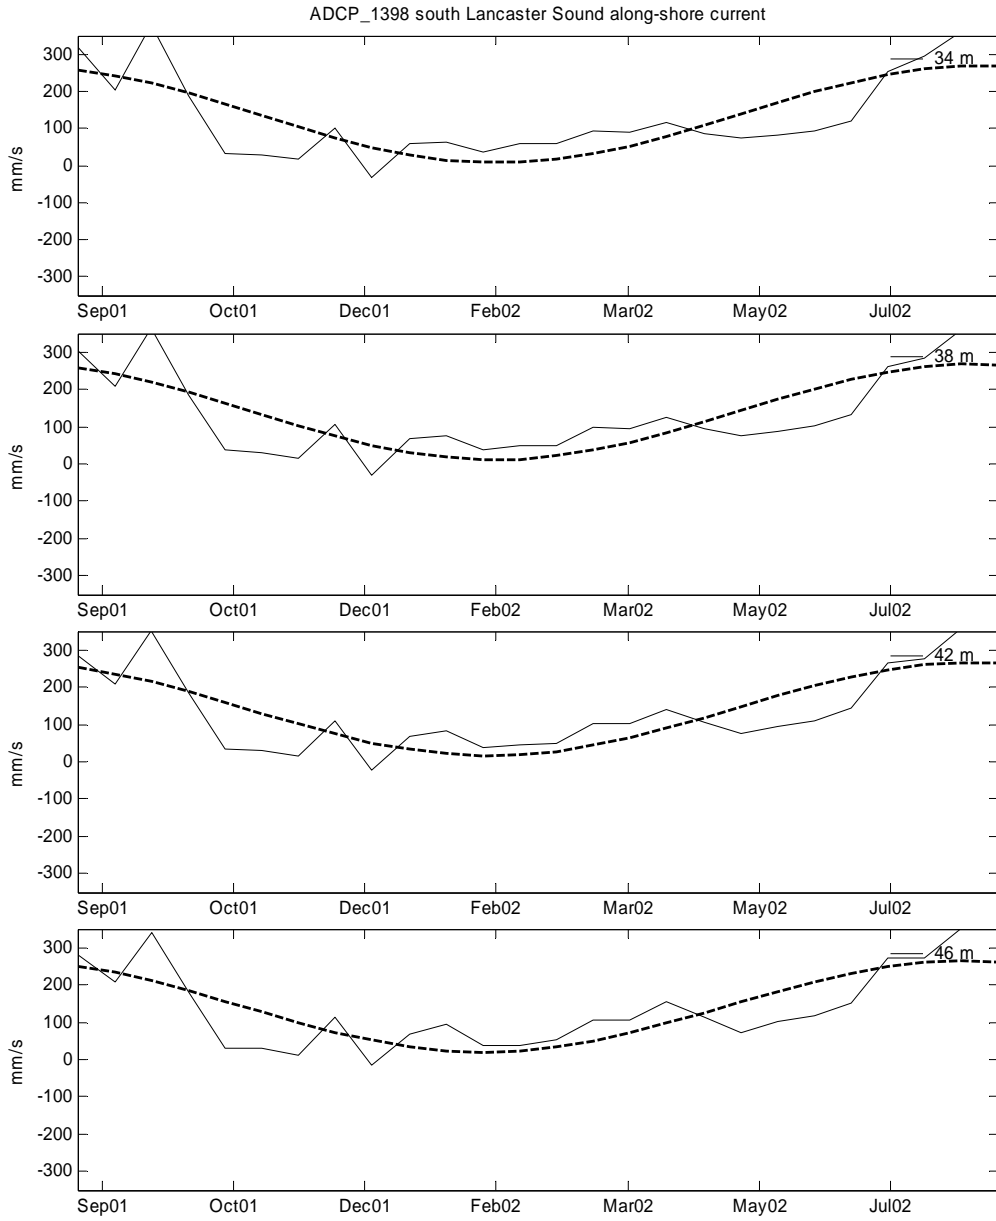 ADCP_1398 south Lancaster Sound along-shore current
300
200
100
0
-100
-200
-300
mm/s
34 m
Sep01 Oct01 Dec01 Feb02 Mar02 May02 Jul02
300
200
100
0
-100
-200
-300
mm/s
38 m
Sep01 Oct01 Dec01 Feb02 Mar02 May02 Jul02
300
200
100
0
-100
-200
-300
mm/s
42 m
Sep01 Oct01 Dec01 Feb02 Mar02 May02 Jul02
300
200
100
0
-100
-200
-300
mm/s
46 m
Sep01 Oct01 Dec01 Feb02 Mar02 May02 Jul02